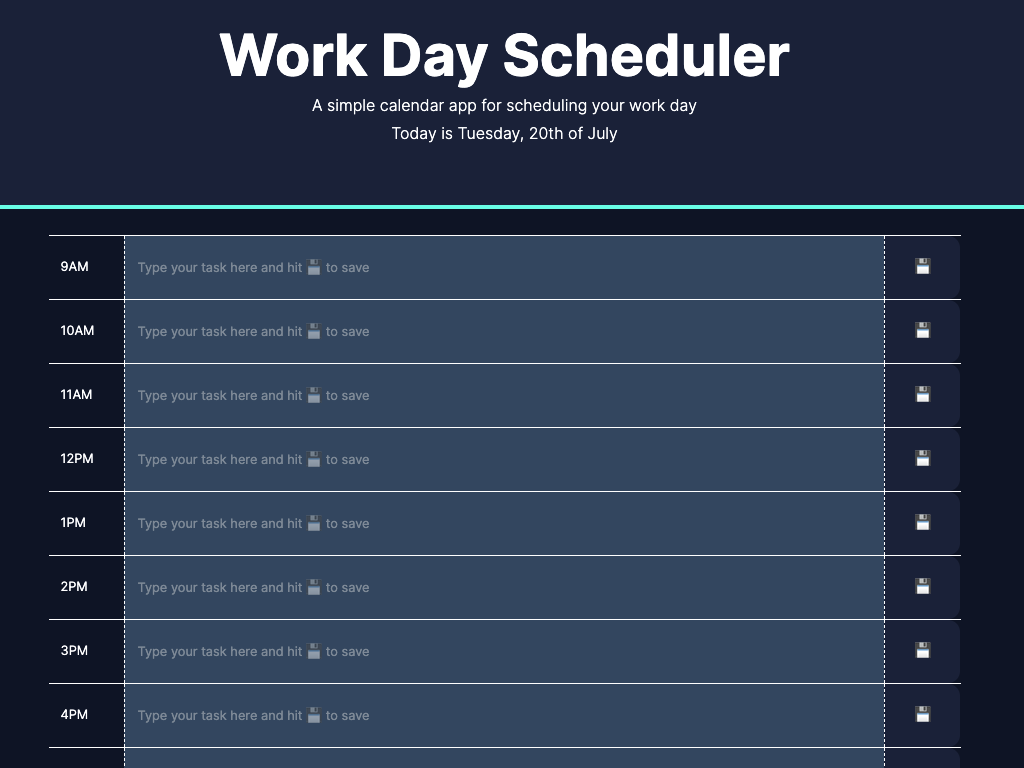 Work Day Scheduler
A simple calendar app for scheduling your work day
Today is Tuesday, 20th of July
9AM Type your task here and hit 💾 to save 💾
10AM Type your task here and hit 💾 to save 💾
11AM Type your task here and hit 💾 to save 💾
12PM Type your task here and hit 💾 to save 💾
1PM Type your task here and hit 💾 to save 💾
2PM Type your task here and hit 💾 to save 💾
3PM Type your task here and hit 💾 to save 💾
4PM Type your task here and hit 💾 to save 💾